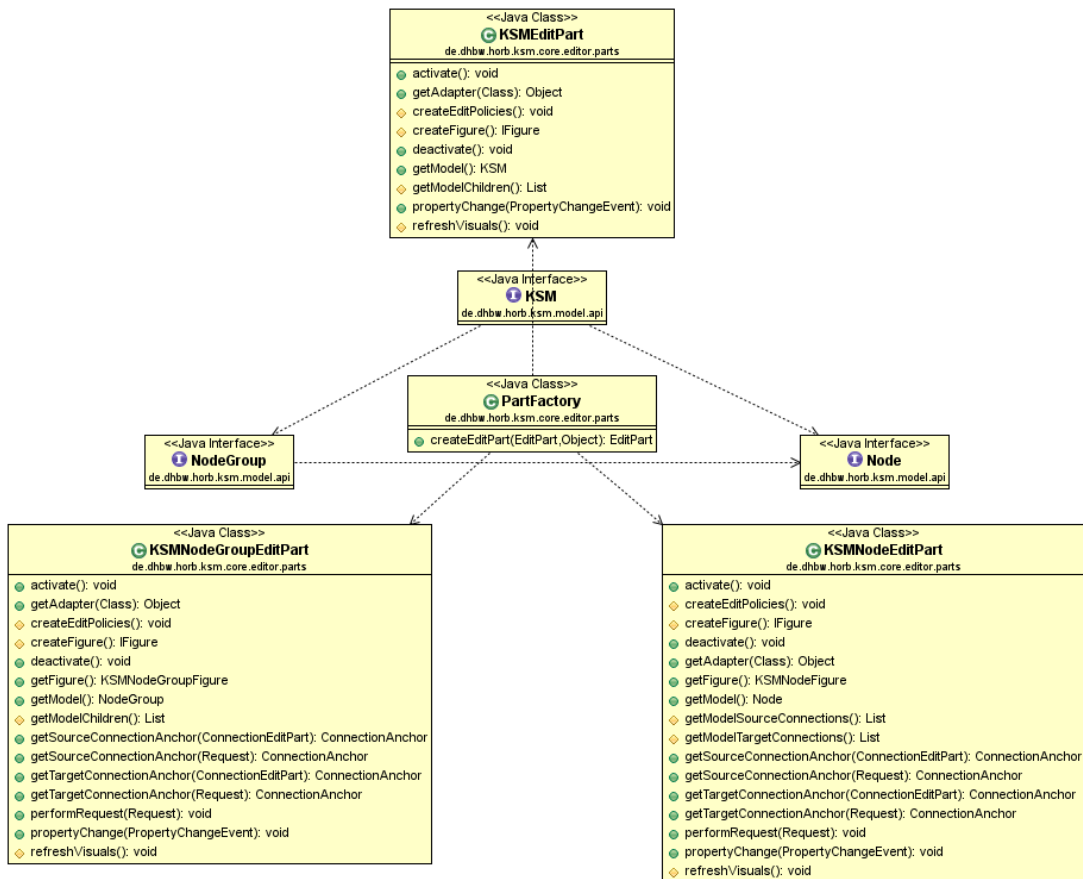 <<Java Class>>
KSMEditPart
de.dhbw.horb.ksm.core.editor.parts
activate(): void
getAdapter(Class): Object
createEditPolicies(): void
createFigure(): IFigure
deactivate(): void
getModel(): KSM
getModelChildren(): List
propertyChange(PropertyChangeEvent): void
refreshVisuals(): void
<<Java Interface>>
I KSM
de.dhbw.horb.ksm.model.api
<<Java Class>>
C PartFactory
de.dhbw.horb.ksm.core.editor.parts
createEditPart(EditPart,Object): EditPart
<<Java Interface>>
I NodeGroup
de.dhbw.horb.ksm.model.api
<<Java Interface>>
I Node
de.dhbw.horb.ksm.model.api
<<Java Class>>
C KSMNodeGroupEditPart
de.dhbw.horb.ksm.core.editor.parts
activate(): void
getAdapter(Class): Object
createEditPolicies(): void
createFigure(): IFigure
deactivate(): void
getFigure(): KSMNodeGroupFigure
getModel(): NodeGroup
getModelChildren(): List
getSourceConnectionAnchor(ConnectionEditPart): ConnectionAnchor
getSourceConnectionAnchor(Request): ConnectionAnchor
getTargetConnectionAnchor(ConnectionEditPart): ConnectionAnchor
getTargetConnectionAnchor(Request): ConnectionAnchor
performRequest(Request): void
propertyChange(PropertyChangeEvent): void
refreshVisuals(): void
<<Java Class>>
C KSMNodeEditPart
de.dhbw.horb.ksm.core.editor.parts
activate(): void
createEditPolicies(): void
createFigure(): IFigure
deactivate(): void
getAdapter(Class): Object
getFigure(): KSMNodeFigure
getModel(): Node
getModelSourceConnections(): List
getModelTargetConnections(): List
getSourceConnectionAnchor(ConnectionEditPart): ConnectionAnchor
getSourceConnectionAnchor(Request): ConnectionAnchor
getTargetConnectionAnchor(ConnectionEditPart): ConnectionAnchor
getTargetConnectionAnchor(Request): ConnectionAnchor
performRequest(Request): void
propertyChange(PropertyChangeEvent): void
refreshVisuals(): void